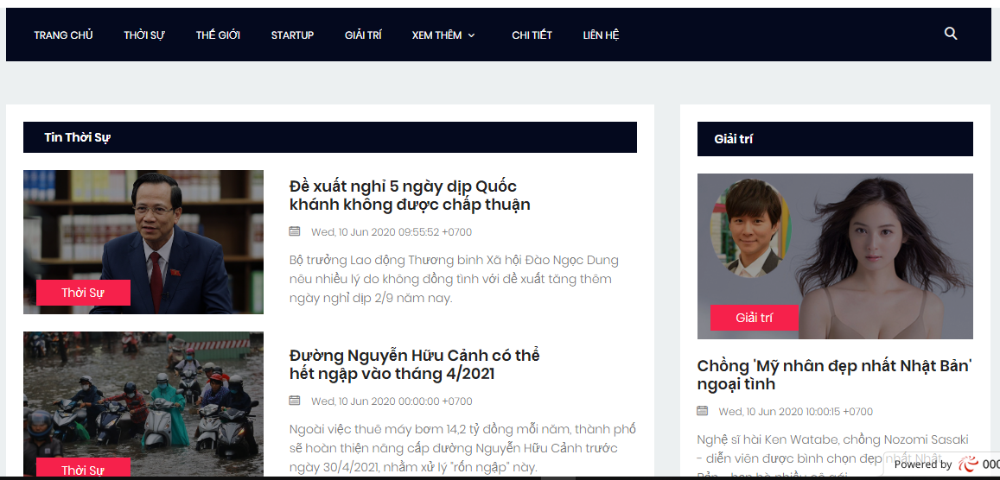 TRANG CHỦ THỜI SỰ THẾ GIỚI STARTUP GIẢI TRÍ XEM THÊM CHI TIẾT LIÊN HỆ
Tin Thời Sự
Thời Sự
Đề xuất nghỉ 5 ngày dịp Quốc
khánh không được chấp thuận
Wed, 10 Jun 2020 09:55:52 +0700
Bộ trưởng Lao động Thương binh Xã hội Đào Ngọc Dung
nêu nhiều lý do không đồng tình với đề xuất tăng thêm
ngày nghỉ dịp 2/9 năm nay.
Thời Sự
Đường Nguyễn Hữu Cảnh có thể
hết ngập vào tháng 4/2021
Wed, 10 Jun 2020 00:00:00 +0700
Ngoài việc thuê máy bơm 14,2 tỷ đồng mỗi năm, thành phố
sẽ hoàn thiện nâng cấp đường Nguyễn Hữu Cảnh trước
ngày 30/4/2021, nhằm xử lý "rốn ngập" này.
Giải trí
Giải trí
Chồng 'Mỹ nhân đẹp nhất Nhật Bản'
ngoại tình
Wed, 10 Jun 2020 10:00:15 +0700
Nghệ sĩ hài Ken Watabe, chồng Nozomi Sasaki
- diễn viên được bình chọn đẹp nhất Nhật
Powered by 000